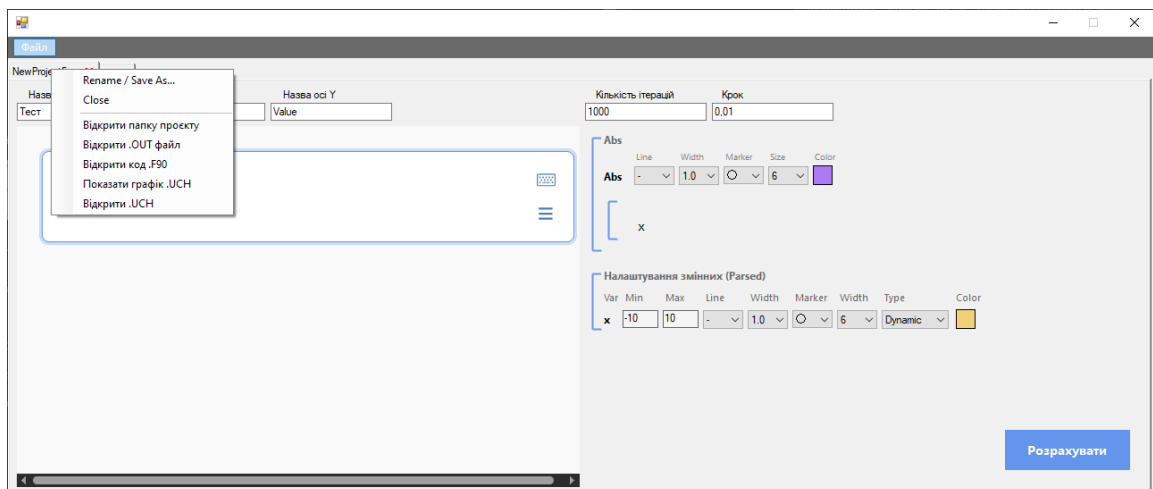 Файл
NewProje
Rename / Save As...
Close
Відкрити папку проєкту
Відкрити .OUT файл
Відкрити код .F90
Показати графік .UCH
Відкрити .UCH
Назв
Назва осі Y
Кількість ітерацій
Крок
Тест
Value
1000
0,01
Abs
Line Width Marker Size Color
Abs - 1.0 6
x
Налаштування змінних (Parsed)
Var Min Max Line Width Marker Width Type Color
x -10 10 - 1.0 6 Dynamic
Розрахувати